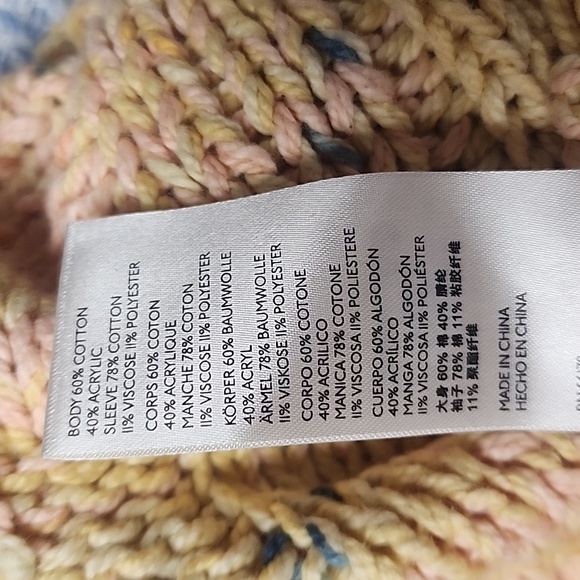 BODY 60% COTTON
40% ACRYLIC
SLEEVE 78% COTTON
11% VISCOSE 11% POLYESTER
CORPS 60% COTON
40% ACRYLIQUE
MANCHE 78% COTON
11% VISCOSE 11% POLYESTER
KÖRPER 60% BAUMWOLLE
40% ACRYL
ÄRMEL 78% BAUMWOLLE
11% VISKOSE 11% POLYESTER
CORPO 60% COTONE
40% ACRILICO
MANICA 78% COTONE
11% VISCOSA 11% POLIESTERE
CUERPO 60% ALGODÓN
40% ACRÍLICO
MANGA 78% ALGODÓN
11% VISCOSA 11% POLIÉSTER
大身 60% 棉 40% 腈纶
袖子 78% 棉 11% 粘胶纤维
11% 聚酯纤维
MADE IN CHINA
HECHO EN CHINA